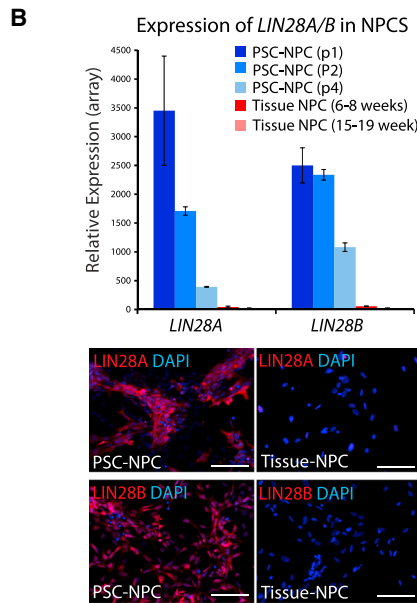 B
Expression of LIN28A/B in NPCS
PSC-NPC (p1)
PSC-NPC (P2)
PSC-NPC (p4)
Tissue NPC (6-8 weeks)
Tissue NPC (15-19 week)
Relative Expression (array)
4500
4000
3500
3000
2500
2000
1500
1000
500
0
LIN28A
LIN28B
LIN28A DAPI
PSC-NPC
LIN28A DAPI
Tissue-NPC
LIN28B DAPI
PSC-NPC
LIN28B DAPI
Tissue-NPC